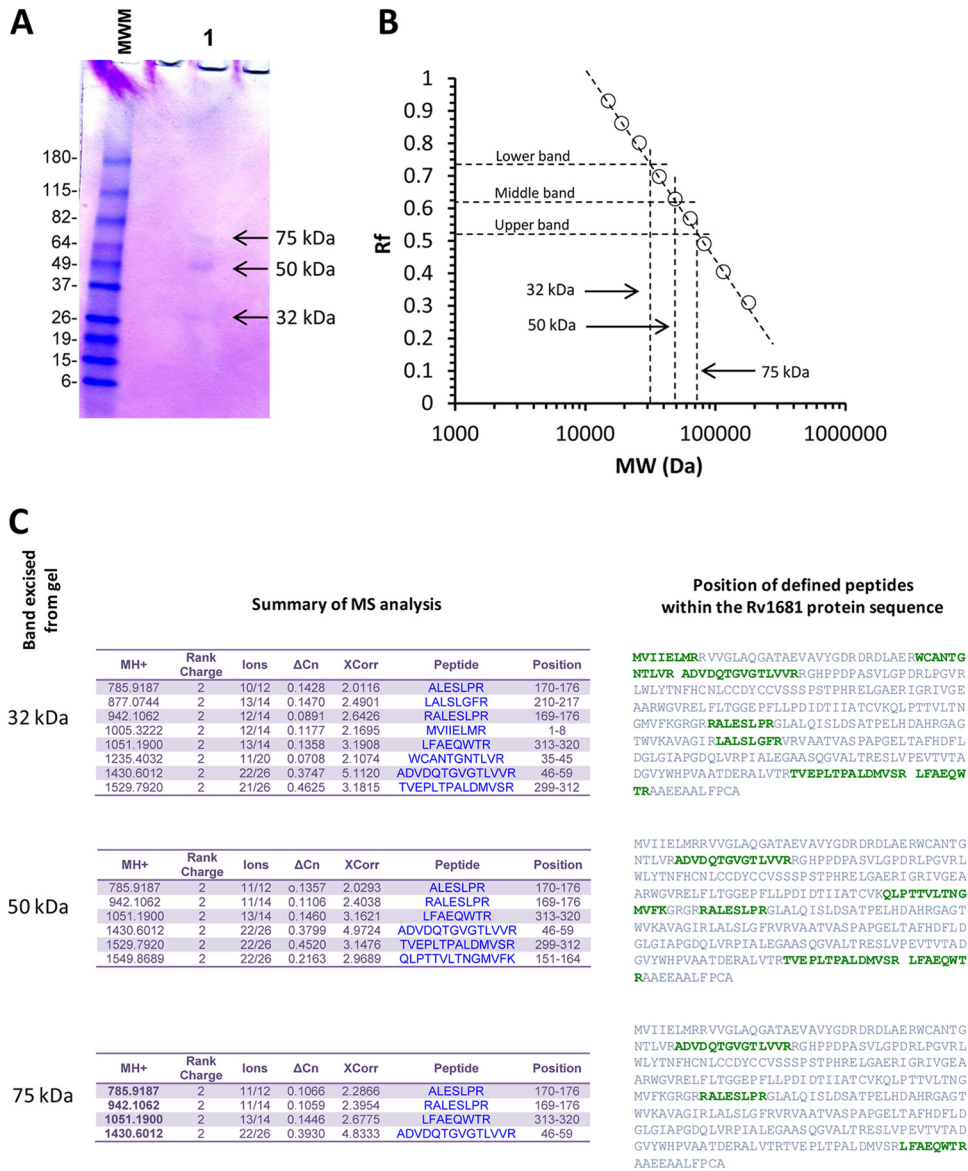 A
MWM
1
180-
115-
82-
64-
49-
37-
26-
19-
15-
6-
75 kDa
50 kDa
32 kDa
B
Rf
1
0.9
0.8
0.7
0.6
0.5
0.4
0.3
0.2
0.1
0
Lower band
Middle band
Upper band
32 kDa
50 kDa
75 kDa
1000 10000 100000 1000000
MW (Da)
C
Band excised
from gel
Summary of MS analysis
Position of defined peptides
within the Rv1681 protein sequence
32 kDa
MH+ Rank Charge Ions ΔCn XCorr Peptide Position
785.9187 2 10/12 0.1428 2.0116 ALESLPR 170-176
877.0744 2 13/14 0.1470 2.4901 LALSLGFR 210-217
942.1062 2 12/14 0.0891 2.6426 RALESLPR 169-176
1005.3222 2 12/14 0.1177 2.1695 MVIIELMR 1-8
1051.1900 2 13/14 0.1358 3.1908 LFAEQWTR 313-320
1235.4032 2 11/20 0.0708 2.1074 WCANTGNTLVR 35-45
1430.6012 2 22/26 0.3747 5.1120 ADVDQTGVGTLVVR 46-59
1529.7920 2 21/26 0.4625 3.1815 TVEPLTPALDMVSR 299-312
MVIIELMRRVVGLAQGATAEVAVYGDRDRDLAERWCANTG
NTLVR ADVDQTGVGTLVVRRGHPPDPASVLGPDRLPGVR
LWLYTNFHCNLCCDYCCVSSSPSTPHRELGAERIGRIVGE
AARWGVRELFLTGGEPFLLPDIDTIIATCVKQLPTTVLTN
GMVFKGRGRRALESLPRGLALQISLDSATPELHDAHRGAG
TWVKAVAGIRLALSLGFRVRVAATVASPAPGELTAFHDFL
DGLGIAPGDQLVRPIALEGAASQGVALTRESLVPEVTVTA
DGVYWHPVAATDERALVTRTVEPLTPALDMVSR LFAEQW
TRAAEEAALFPCA
50 kDa
MH+ Rank Charge Ions ΔCn XCorr Peptide Position
785.9187 2 11/12 o.1357 2.0293 ALESLPR 170-176
942.1062 2 11/14 0.1106 2.4038 RALESLPR 169-176
1051.1900 2 13/14 0.1460 3.1621 LFAEQWTR 313-320
1430.6012 2 22/26 0.3799 4.9724 ADVDQTGVGTLVVR 46-59
1529.7920 2 22/26 0.4520 3.1476 TVEPLTPALDMVSR 299-312
1549.8689 2 22/26 0.2163 2.9689 QLPTTVLTNGMVFK 151-164
MVIIELMRRVVGLAQGATAEVAVYGDRDRDLAERWCANTG
NTLVRADVDQTGVGTLVVRRGHPPDPASVLGPDRLPGVRL
WLYTNFHCNLCCDYCCVSSSPSTPHRELGAERIGRIVGEA
ARWGVRELFLTGGEPFLLPDIDTIIATCVKQLPTTVLTNG
MVFKGRGRRALESLPRGLALQISLDSATPELHDAHRGAGT
WVKAVAGIRLALSLGFRVRVAATVASPAPGELTAFHDFLD
GLGIAPGDQLVRPIALEGAASQGVALTRESLVPEVTVTAD
GVYWHPVAATDERALVTRTVEPLTPALDMVSR LFAEQWT
RAAEEAALFPCA
75 kDa
MH+ Rank Charge Ions ΔCn XCorr Peptide Position
785.9187 2 11/12 0.1066 2.2866 ALESLPR 170-176
942.1062 2 11/14 0.1059 2.3954 RALESLPR 169-176
1051.1900 2 13/14 0.1446 2.6775 LFAEQWTR 313-320
1430.6012 2 22/26 0.3930 4.8333 ADVDQTGVGTLVVR 46-59
MVIIELMRRVVGLAQGATAEVAVYGDRDRDLAERWCANTG
NTLVRADVDQTGVGTLVVRRGHPPDPASVLGPDRLPGVRL
WLYTNFHCNLCCDYCCVSSSPSTPHRELGAERIGRIVGEA
ARWGVRELFLTGGEPFLLPDIDTIIATCVKQLPTTVLTNG
MVFKGRGRRALESLPRGLALQISLDSATPELHDAHRGAGT
WVKAVAGIRLALSLGFRVRVAATVASPAPGELTAFHDFLD
GLGIAPGDQLVRPIALEGAASQGVALTRESLVPEVTVTAD
GVYWHPVAATDERALVTRTVEPLTPALDMVSRLFAEQWTR
AAEEAALFPCA